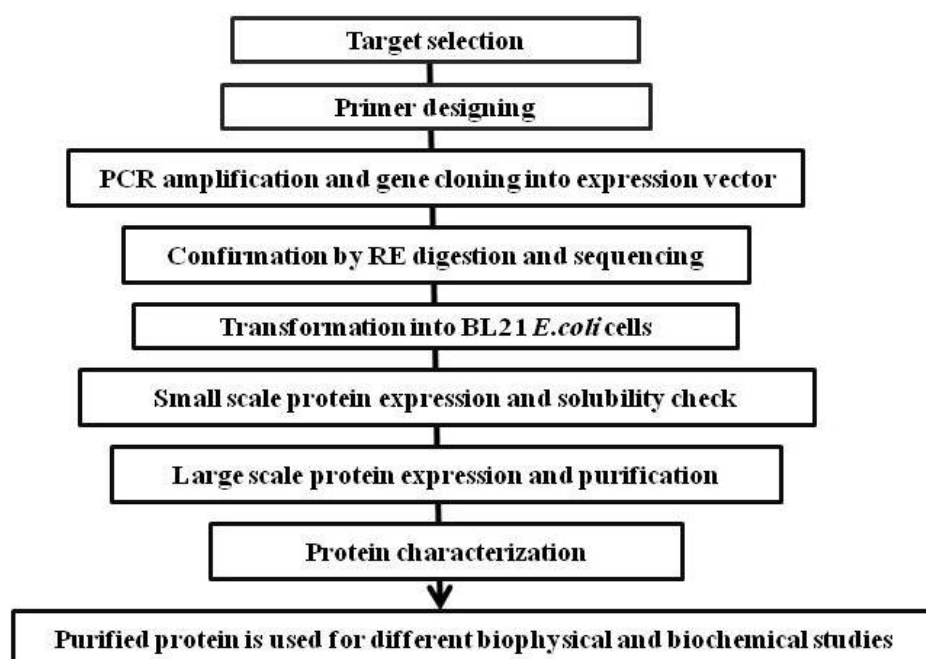 Target selection
Primer designing
PCR amplification and gene cloning into expression vector
Confirmation by RE digestion and sequencing
Transformation into BL21 E.coli cells
Small scale protein expression and solubility check
Large scale protein expression and purification
Protein characterization
Purified protein is used for different biophysical and biochemical studies